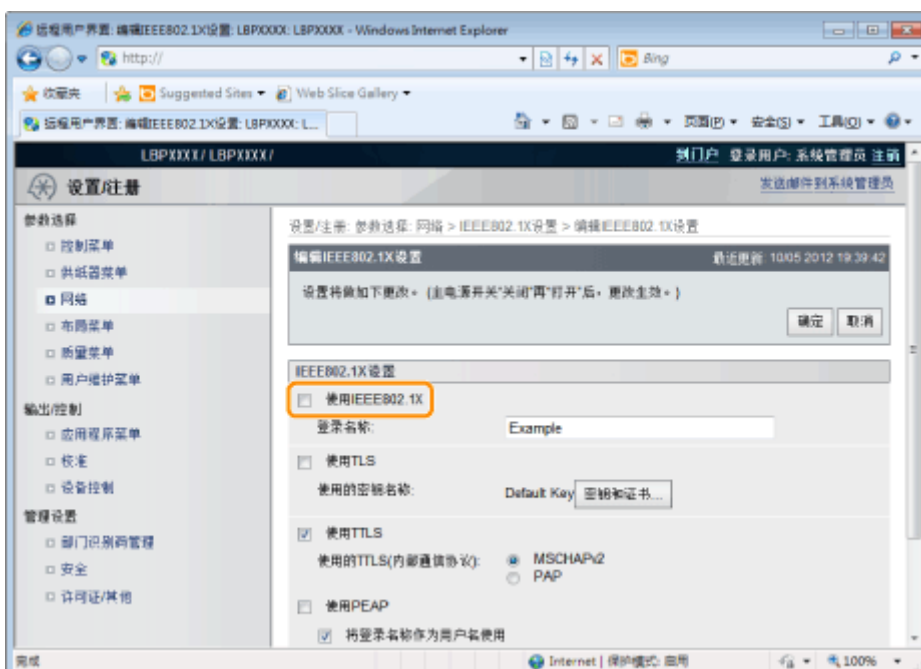 远程用户界面: 编辑IEEE802.1X设置: LBPXXXX: LBPXXXX - Windows Internet Explorer
http://
Bing
收藏夹 Suggested Sites Web Slice Gallery
远程用户界面: 编辑IEEE802.1X设置: LBPXXXX: L...
页面(P) 安全(S) 工具(O)
LBPXXXX/ LBPXXXX/ 到门户 登录用户: 系统管理员 注销
设置/注册 发送邮件到系统管理员
参数选择
控制菜单
供纸器菜单
网络
布局菜单
质量菜单
用户维护菜单
输出/控制
应用程序菜单
校准
设备控制
管理设置
部门识别码管理
安全
许可证/其他
设置/注册: 参数选择: 网络 > IEEE802.1X设置 > 编辑IEEE802.1X设置
编辑IEEE802.1X设置 最近更新: 10/05 2012 19:39:42
设置将做如下更改。(主电源开关"关闭"再"打开"后，更改生效。)
确定 取消
IEEE802.1X设置
使用IEEE802.1X
登录名称: Example
使用TLS
使用的密钥名称: Default Key 密钥和证书...
使用TTLS
使用的TTLS(内部通信协议): MSCHAPv2
PAP
使用PEAP
将登录名称作为用户名使用
完成 Internet | 保护模式: 启用 100%